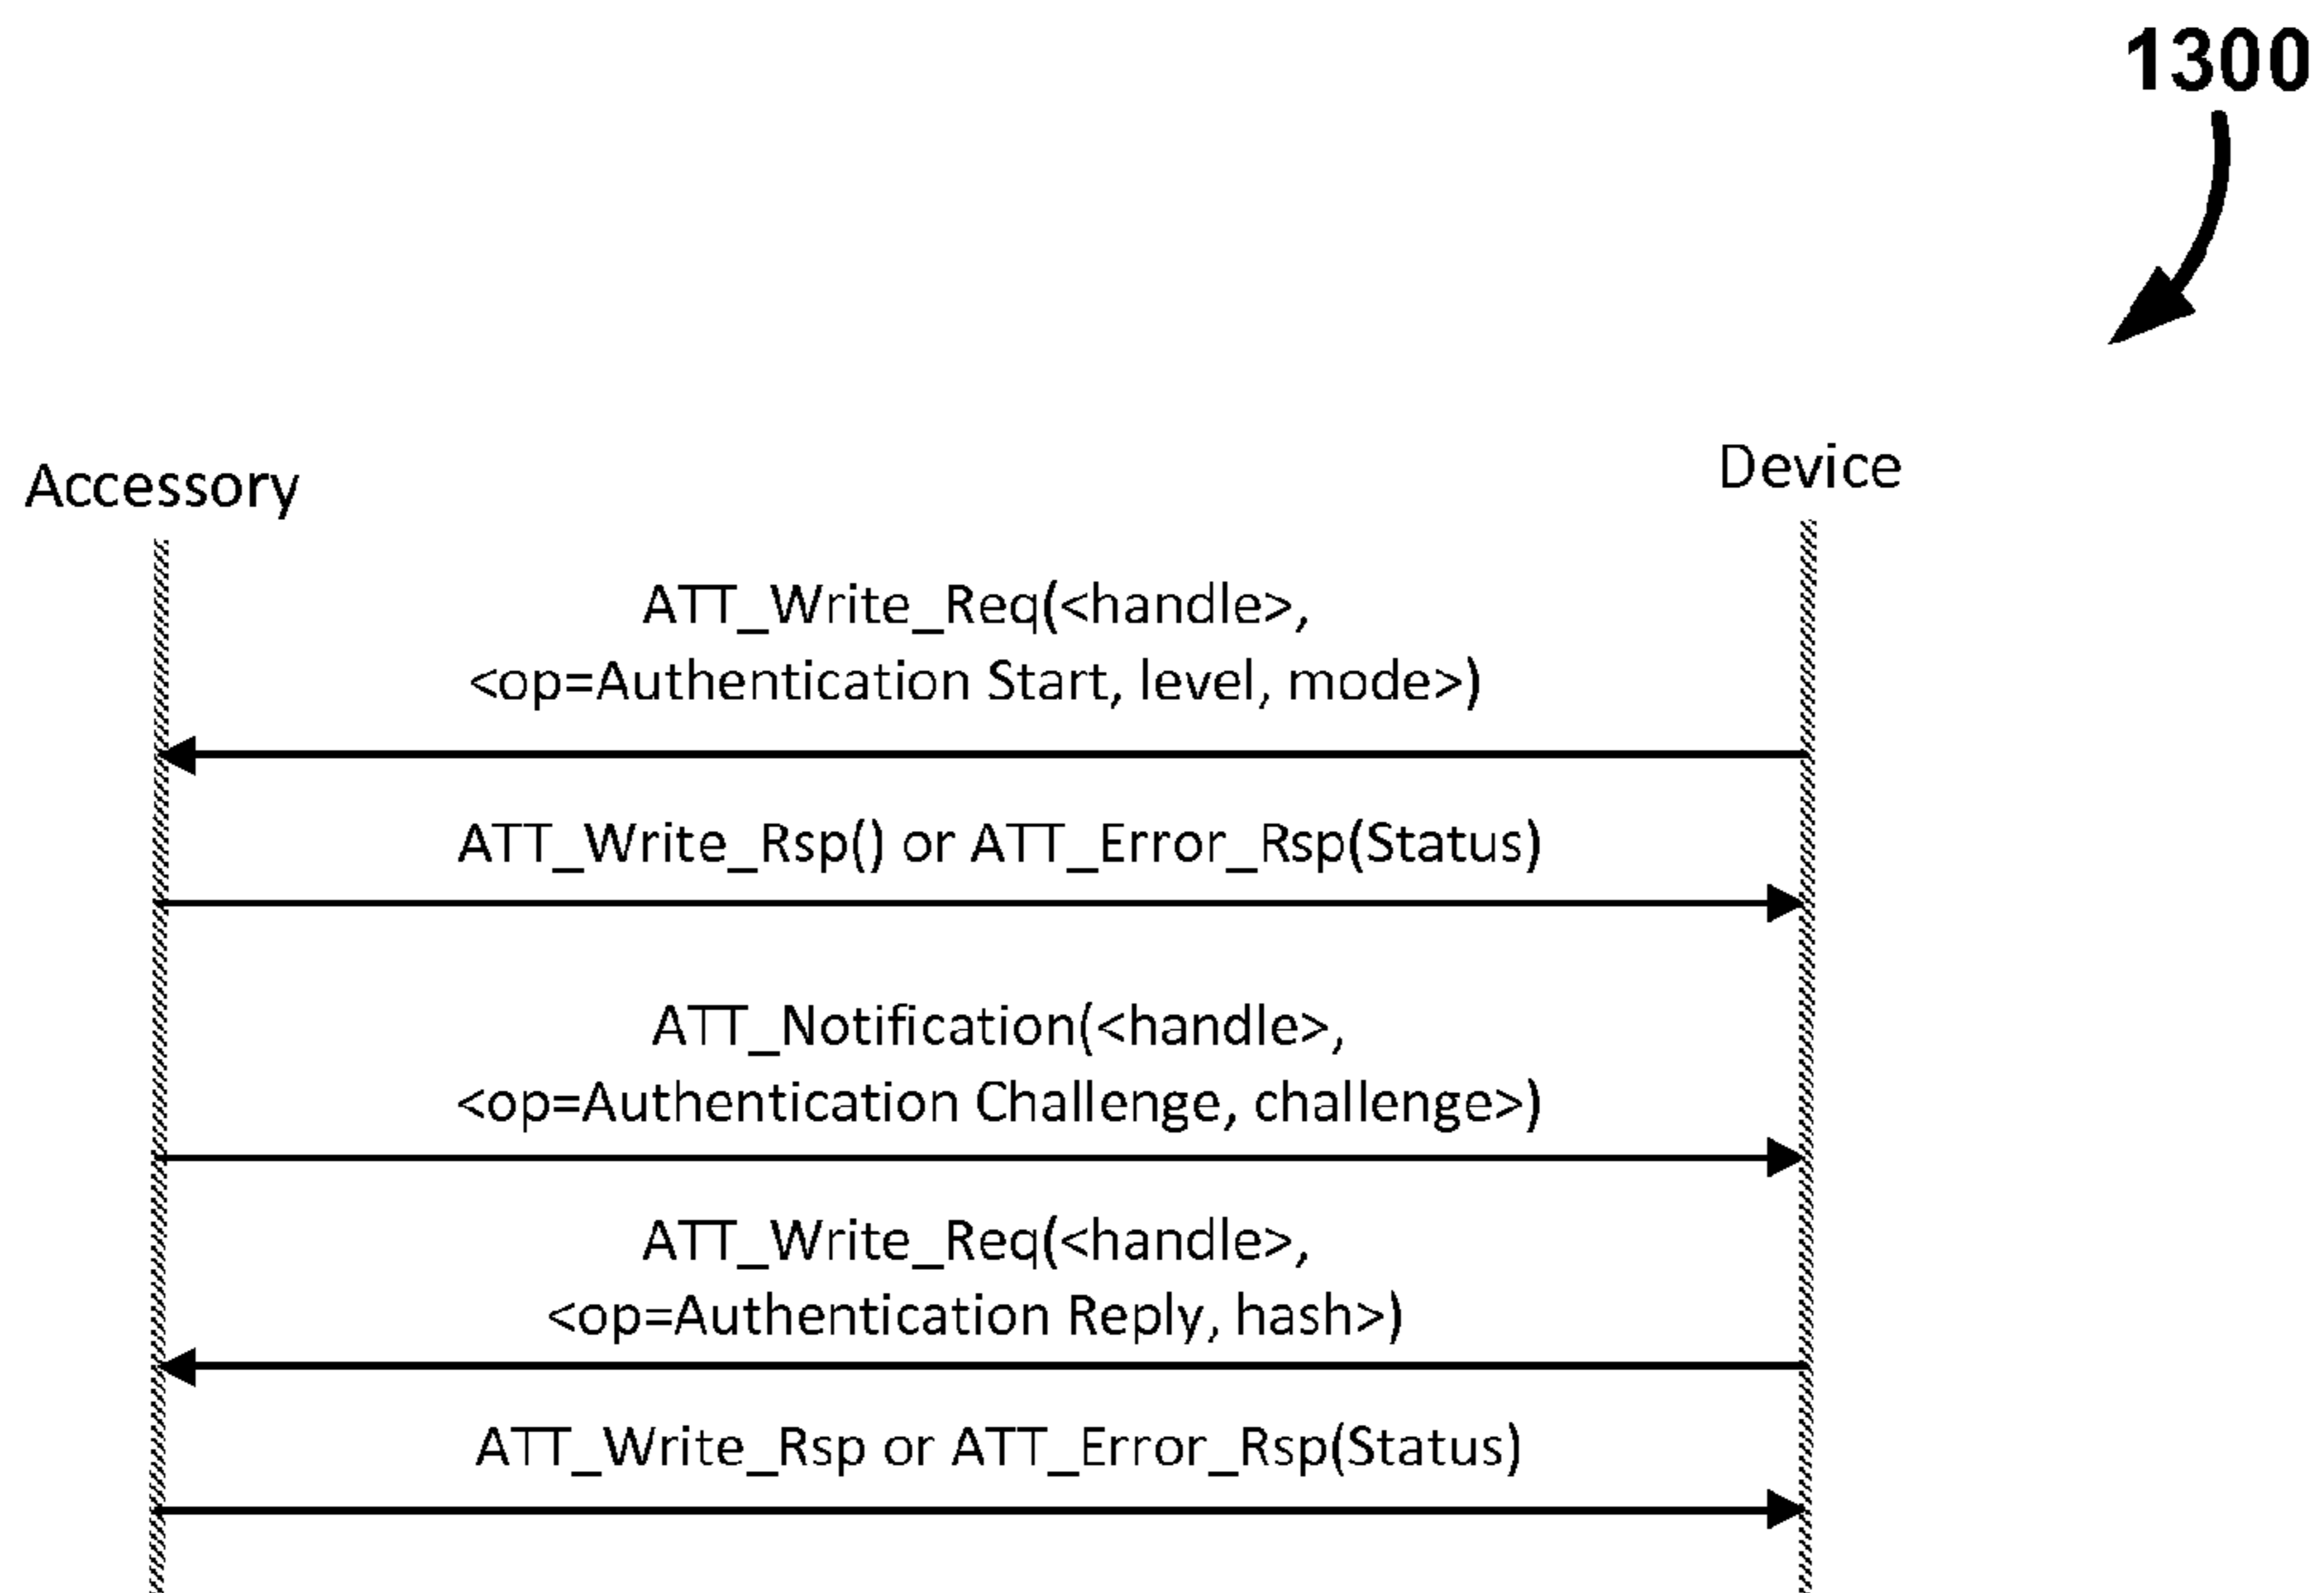 1300
Accessory
Device
ATT_Write_Req(<handle>,
<op=Authentication Start, level, mode>)
ATT_Write_Rsp() or ATT_Error_Rsp(Status)
ATT_Notification(<handle>,
<op=Authentication Challenge, challenge>)
ATT_Write_Req(<handle>,
<op=Authentication Reply, hash>)
ATT_Write_Rsp or ATT_Error_Rsp(Status)